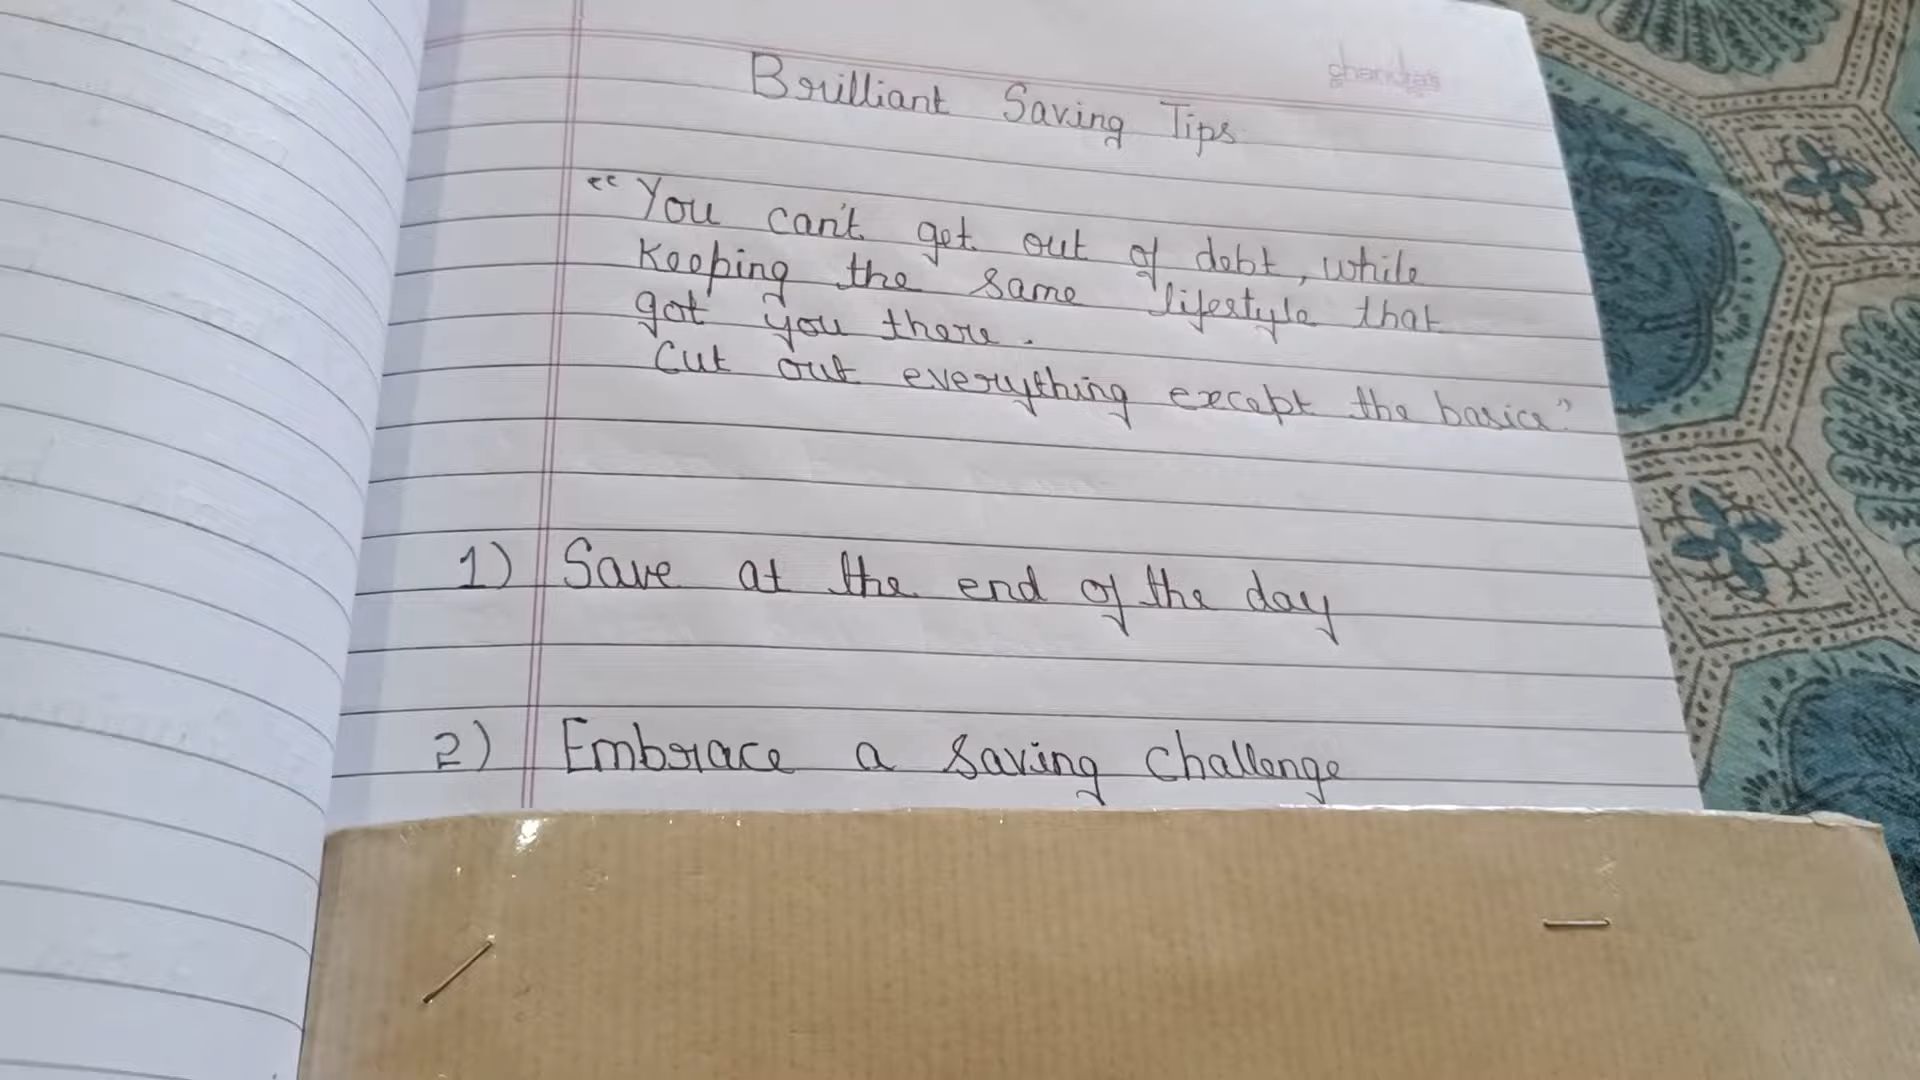 chandra's
Brilliant Saving Tips
“You can't get out of debt, while
Keeping the same lifestyle that
got you there.
Cut out everything except the basics”
1) Save at the end of the day
2) Embrace a saving challenge